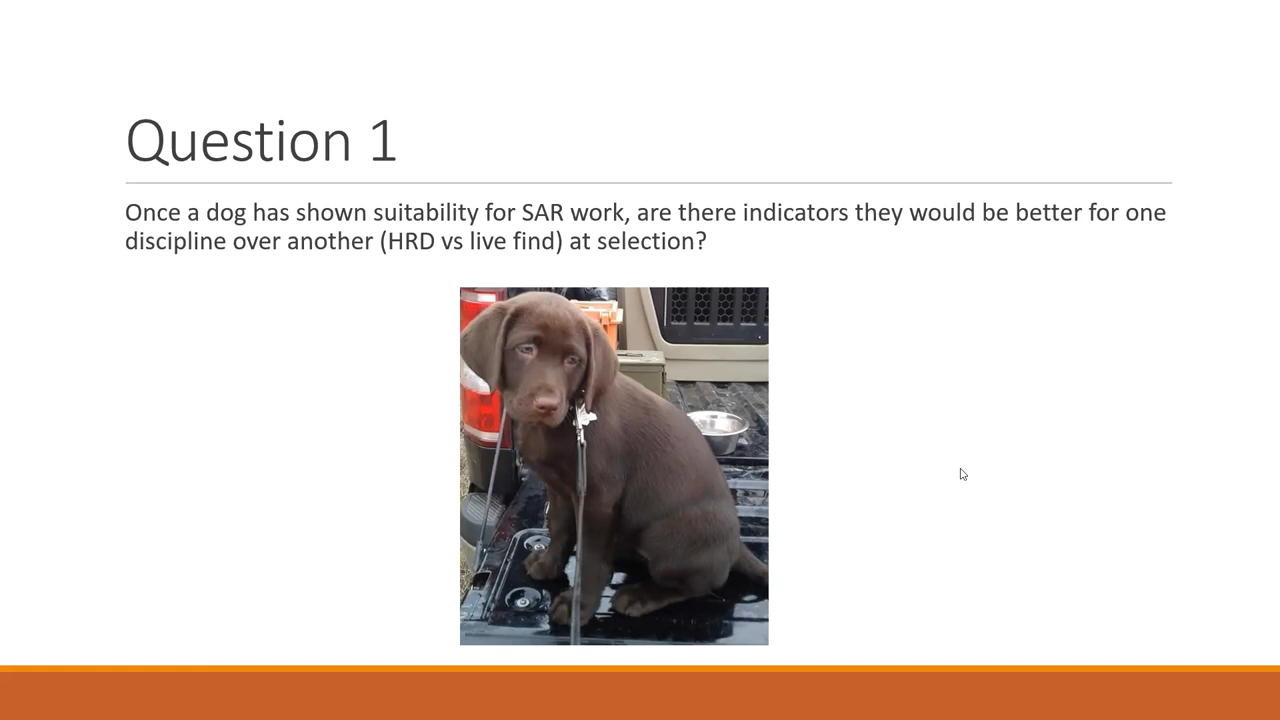 Question 1
Once a dog has shown suitability for SAR work, are there indicators they would be better for one
discipline over another (HRD vs live find) at selection?